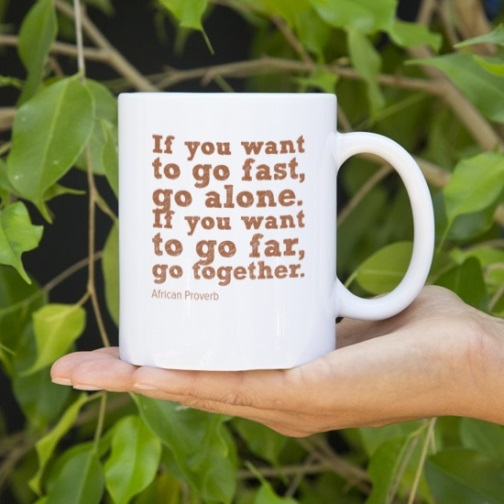 If you want
to go fast,
go alone.
If you want
to go far,
go together.
African Proverb